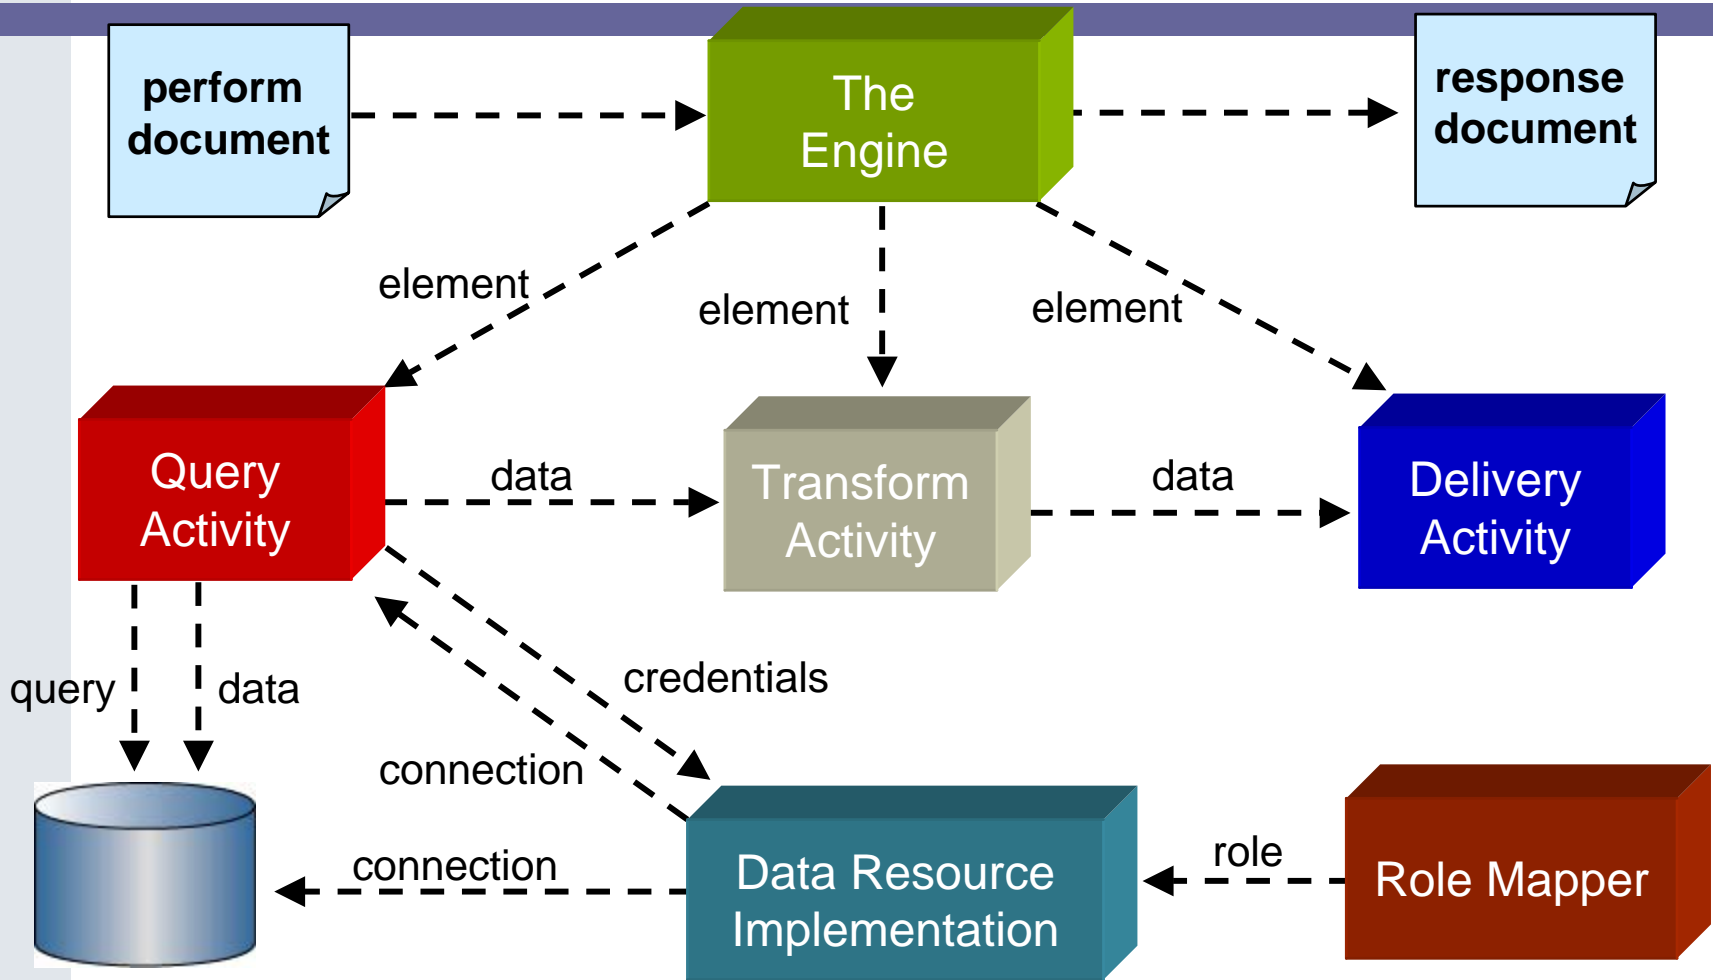 perform
document
The
Engine
response
document
element
element
element
Query
Activity
data
Transform
Activity
data
Delivery
Activity
query
data
credentials
connection
connection
Data Resource
Implementation
role
Role Mapper